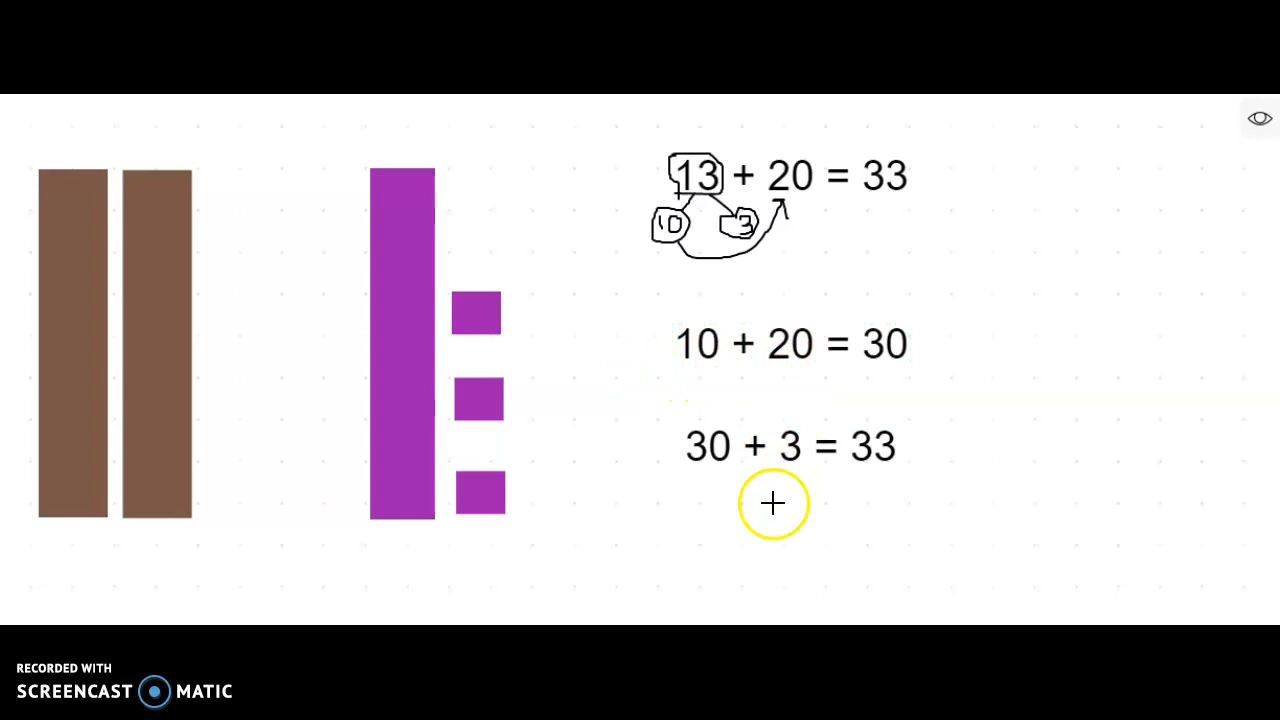 13 + 20 = 33
10 3
10 + 20 = 30
30 + 3 = 33
RECORDED WITH
SCREENCAST MATIC